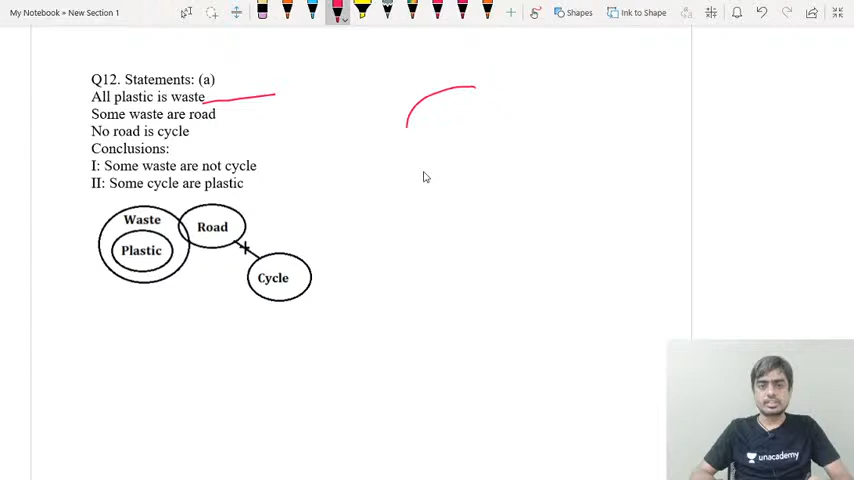 My Notebook » New Section 1
Shapes
Ink to Shape
Q12. Statements: (a)
All plastic is waste
Some waste are road
No road is cycle
Conclusions:
I: Some waste are not cycle
II: Some cycle are plastic
Waste
Road
Plastic
Cycle
unacademy